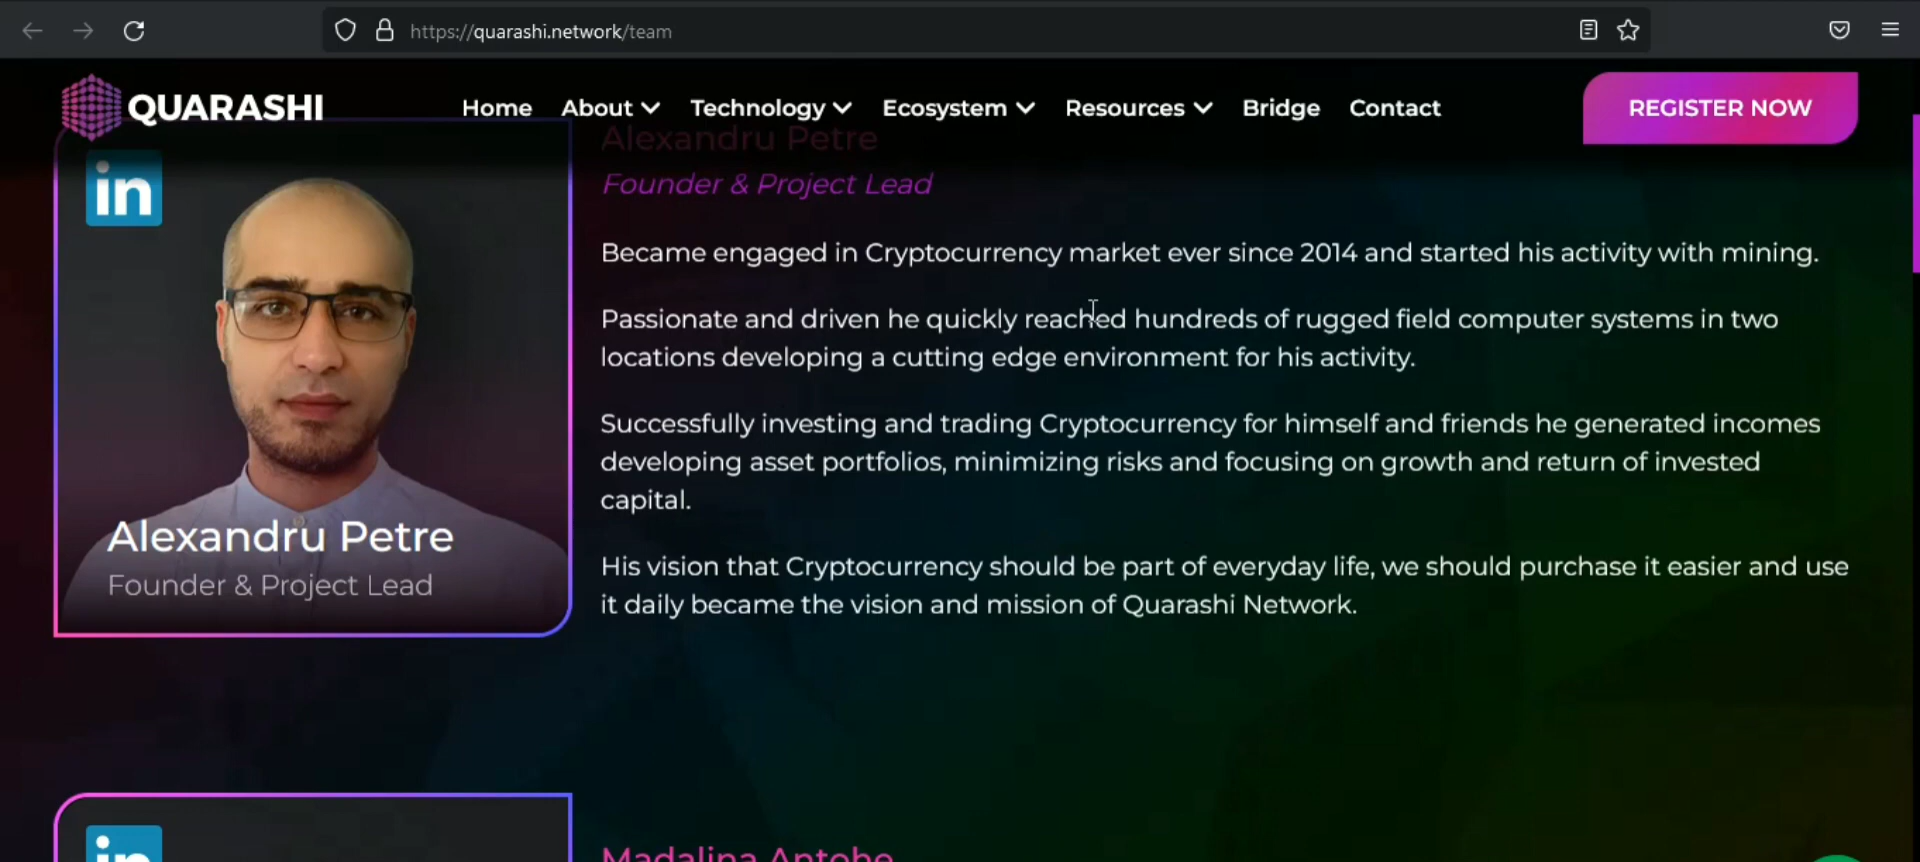 https://quarashi.network/team
QUARASHI
Home
About
Technology
Ecosystem
Resources
Bridge
Contact
REGISTER NOW
in
Alexandru Petre
Founder & Project Lead
Alexandru Petre
Founder & Project Lead
Became engaged in Cryptocurrency market ever since 2014 and started his activity with mining.
Passionate and driven he quickly reached hundreds of rugged field computer systems in two
locations developing a cutting edge environment for his activity.
Successfully investing and trading Cryptocurrency for himself and friends he generated incomes
developing asset portfolios, minimizing risks and focusing on growth and return of invested
capital.
His vision that Cryptocurrency should be part of everyday life, we should purchase it easier and use
it daily became the vision and mission of Quarashi Network.
in
Madalina Antohe